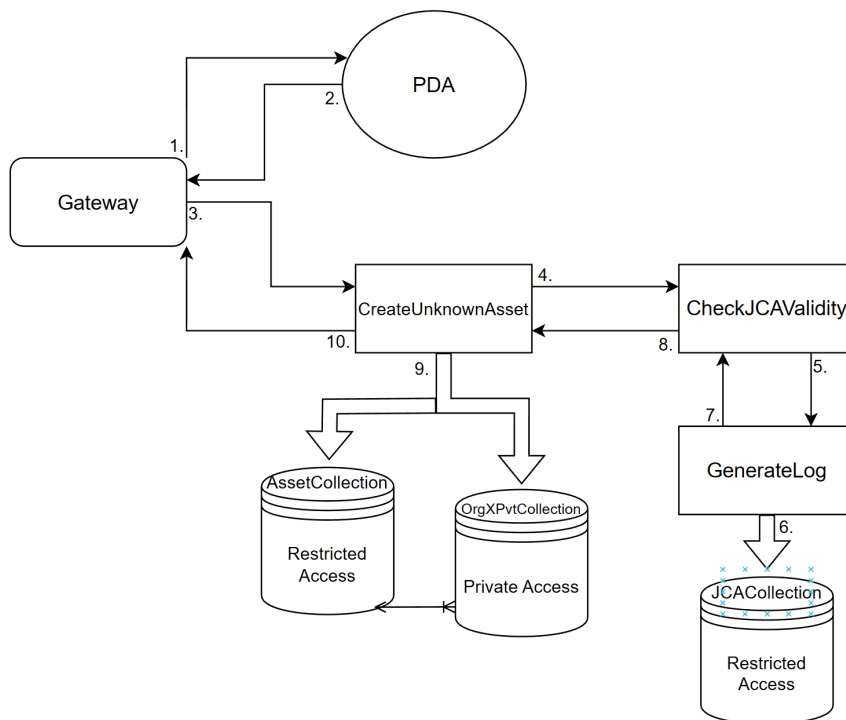 PDA
2.
1.
Gateway
3.
CreateUnknownAsset
4.
CheckJCAValidity
10.
8.
9.
5.
7.
GenerateLog
AssetCollection
OrgXPvtCollection
6.
Restricted
Access
Private Access
JCACollection
Restricted
Access